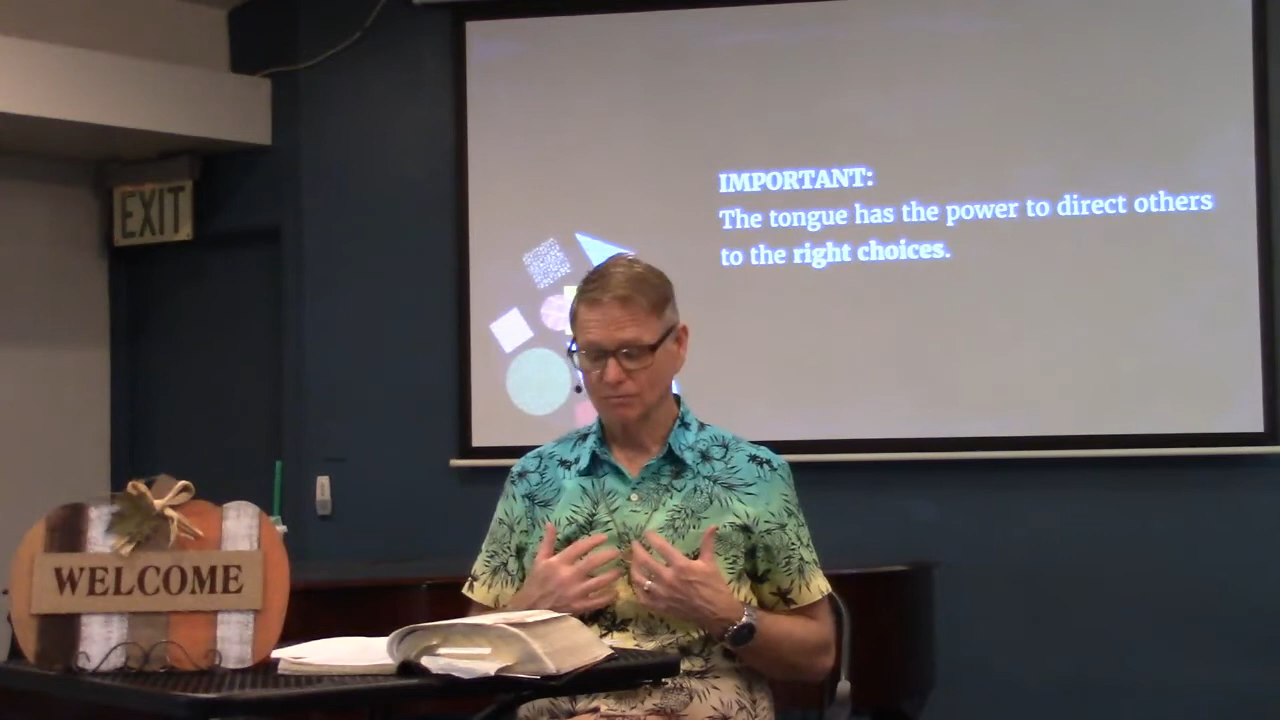 IMPORTANT:
The tongue has the power to direct others
to the right choices.
EXIT
WELCOME